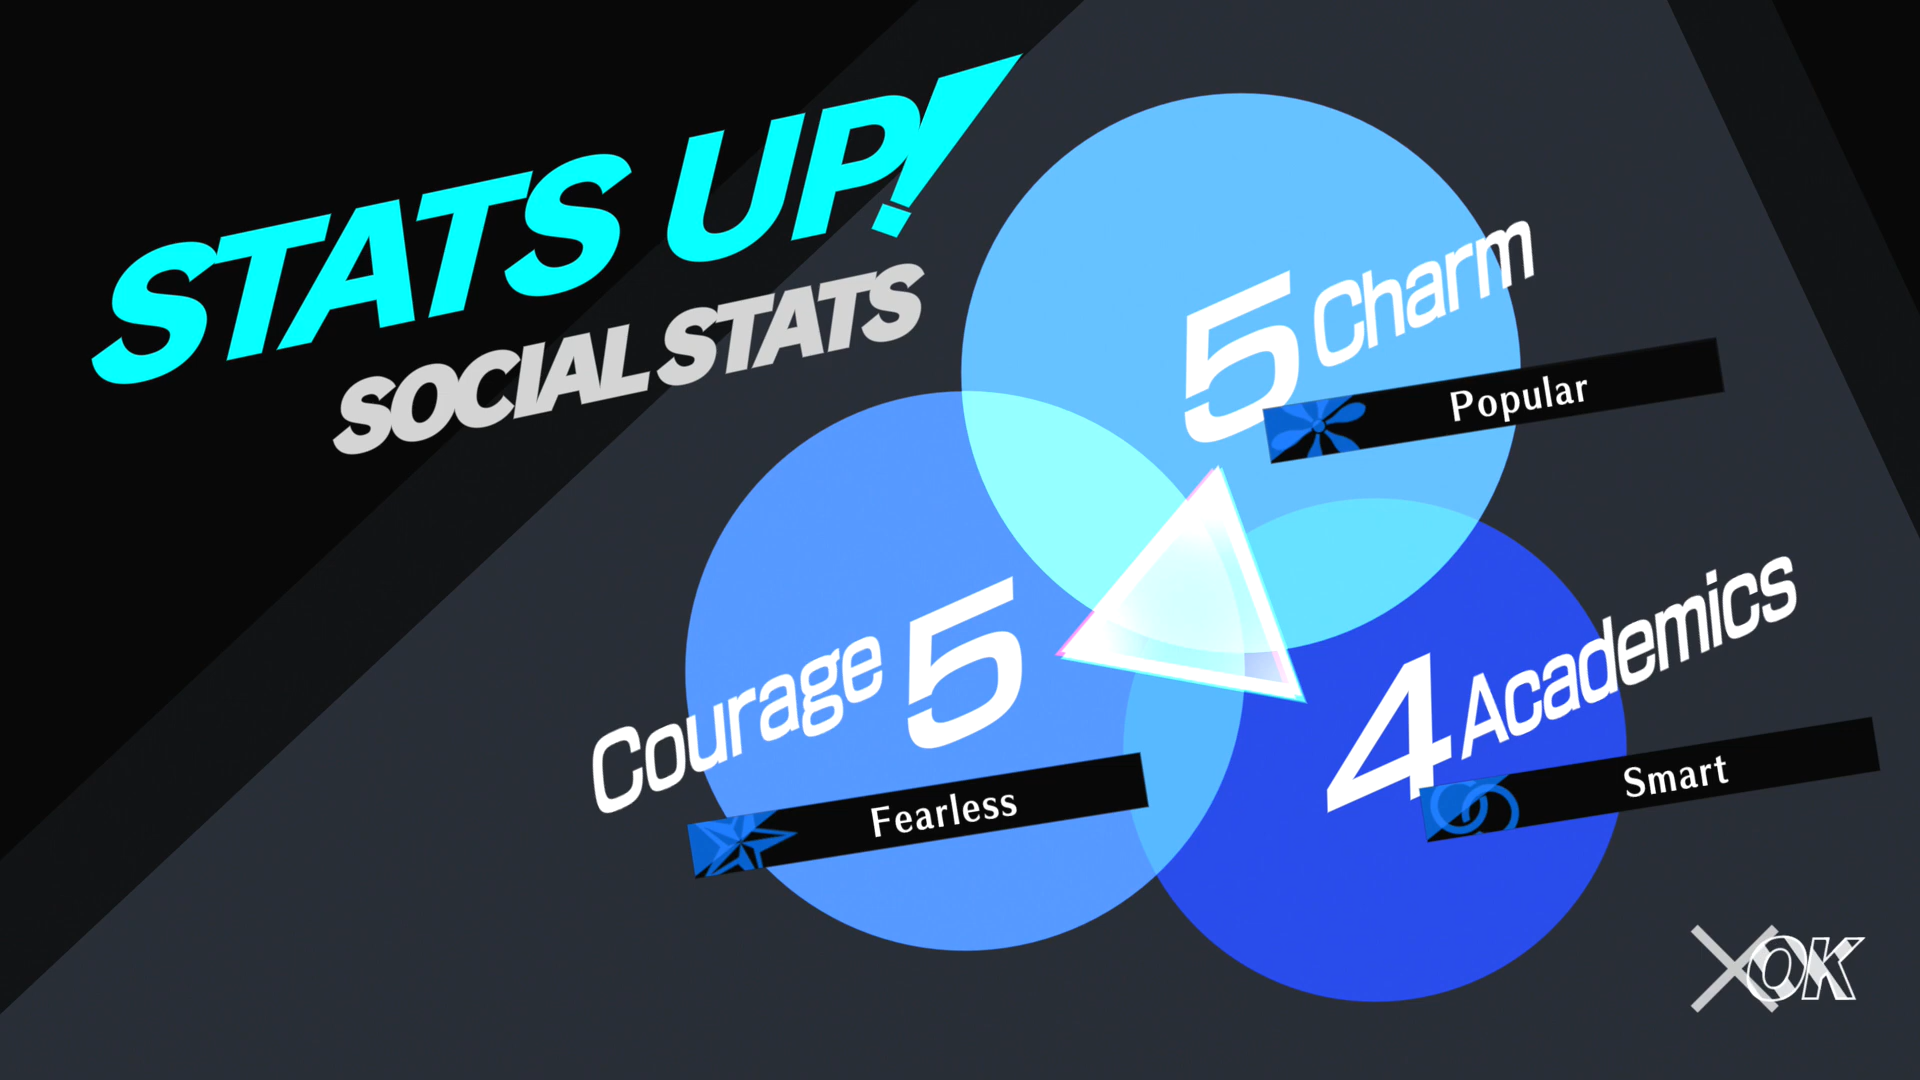 STATS UP!
SOCIAL STATS
5 Charm
Popular
Courage 5
Fearless
4 Academics
Smart
OK